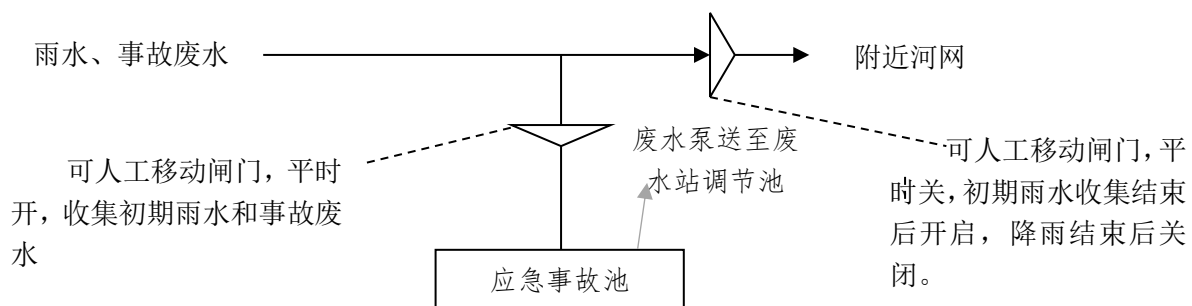 雨水、事故废水
附近河网
废水泵送至废
水站调节池
可人工移动闸门，平时
开，收集初期雨水和事故废
水
可人工移动闸门，平
时关，初期雨水收集结束
后开启，降雨结束后关
闭。
应急事故池